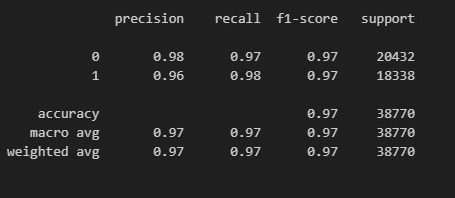 precision recall f1-score support
0 0.98 0.97 0.97 20432
1 0.96 0.98 0.97 18338
accuracy 0.97 38770
macro avg 0.97 0.97 0.97 38770
weighted avg 0.97 0.97 0.97 38770